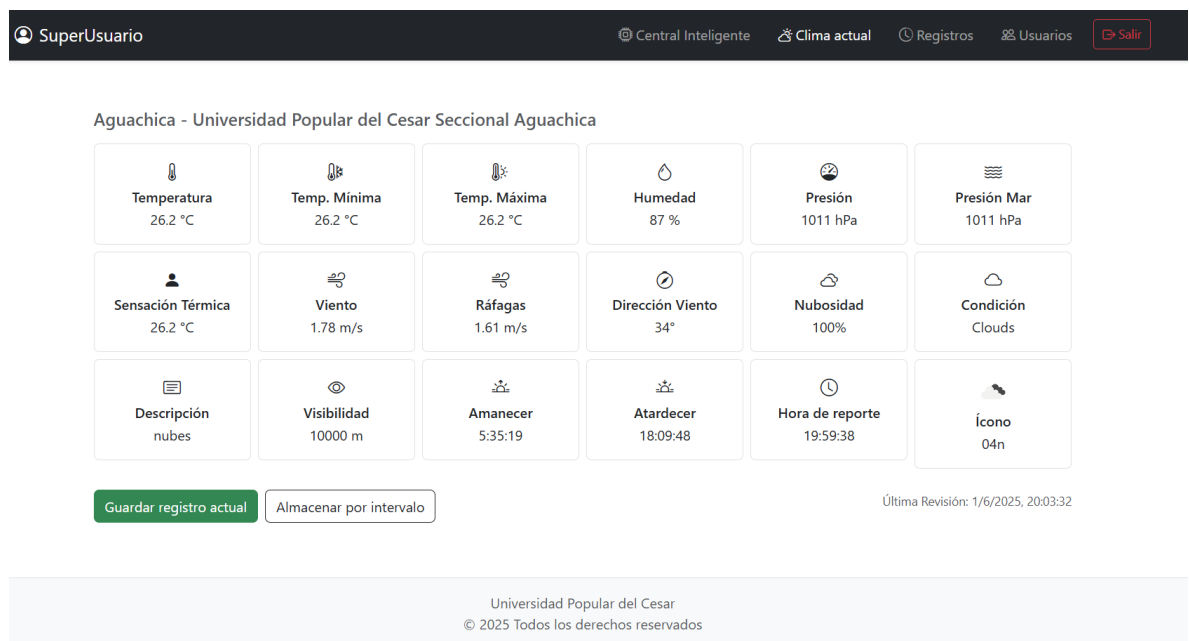 SuperUsuario
Central Inteligente
Clima actual
Registros
Usuarios
Salir
Aguachica - Universidad Popular del Cesar Seccional Aguachica
Temperatura
26.2 °C
Temp. Mínima
26.2 °C
Temp. Máxima
26.2 °C
Humedad
87 %
Presión
1011 hPa
Presión Mar
1011 hPa
Sensación Térmica
26.2 °C
Viento
1.78 m/s
Ráfagas
1.61 m/s
Dirección Viento
34°
Nubosidad
100%
Condición
Clouds
Descripción
nubes
Visibilidad
10000 m
Amanecer
5:35:19
Atardecer
18:09:48
Hora de reporte
19:59:38
Ícono
04n
Guardar registro actual
Almacenar por intervalo
Última Revisión: 1/6/2025, 20:03:32
Universidad Popular del Cesar
© 2025 Todos los derechos reservados